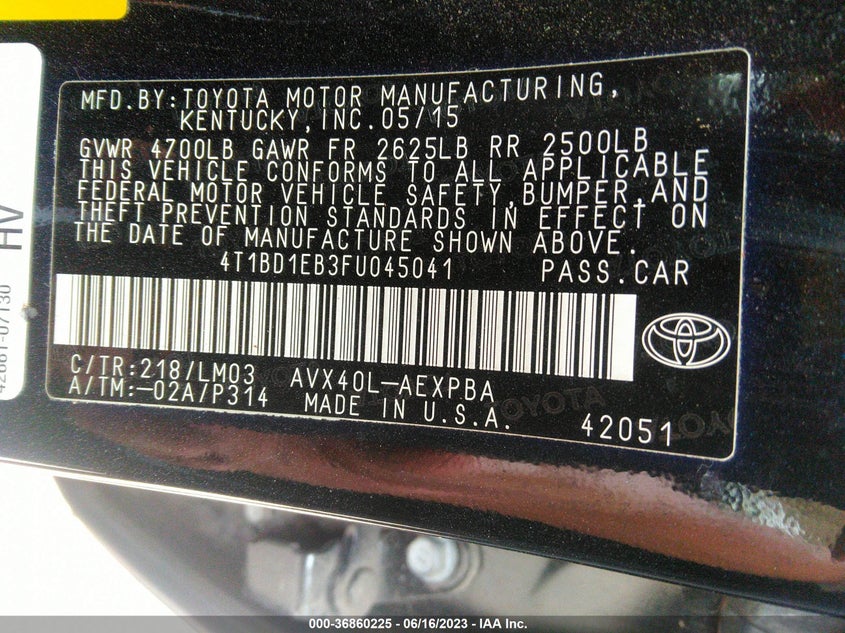 MFD.BY:TOYOTA MOTOR MANUFACTURING,
KENTUCKY,INC.05/15
GVWR 4700LB GAWR FR 2625LB RR 2500LB
THIS VEHICLE CONFORMS TO ALL APPLICABLE
FEDERAL MOTOR VEHICLE SAFETY,BUMPER,AND
THEFT PREVENTION STANDARDS IN EFFECT ON
THE DATE OF MANUFACTURE SHOWN ABOVE.
4T1BD1EB3FU045041 PASS.CAR
C/TR:218/LM03 AVX40L-AEXPBA
A/TM:-02A/P314 MADE IN U.S.A.
42051
TOYOTA
HV
000-36860225 - 06/16/2023 - IAA Inc.